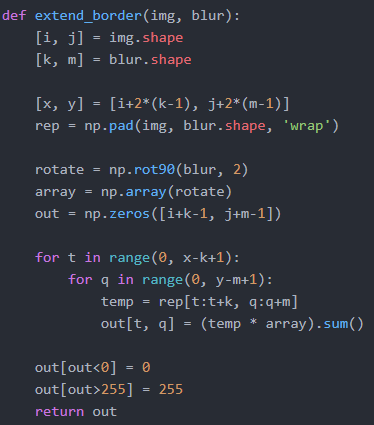 def extend_border(img, blur):
    [i, j] = img.shape
    [k, m] = blur.shape

    [x, y] = [i+2*(k-1), j+2*(m-1)]
    rep = np.pad(img, blur.shape, 'wrap')

    rotate = np.rot90(blur, 2)
    array = np.array(rotate)
    out = np.zeros([i+k-1, j+m-1])

    for t in range(0, x-k+1):
        for q in range(0, y-m+1):
            temp = rep[t:t+k, q:q+m]
            out[t, q] = (temp * array).sum()

    out[out<0] = 0
    out[out>255] = 255
    return out